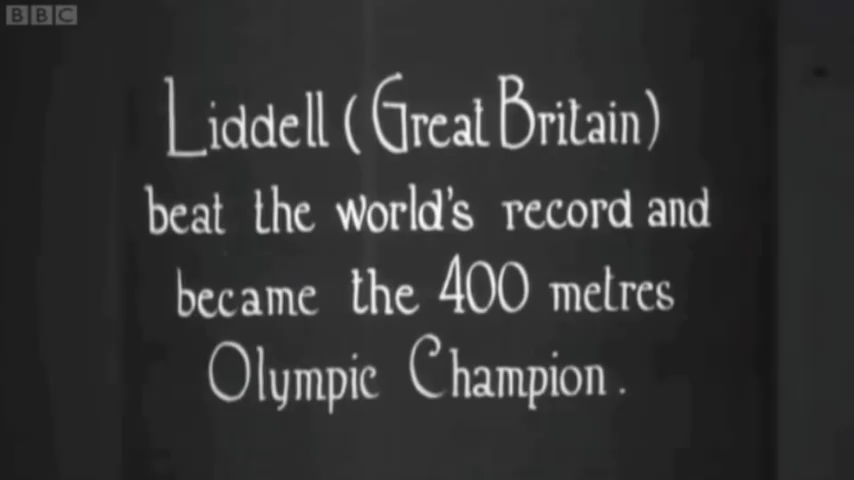 BBC
Liddell (Great Britain)
beat the world's record and
became the 400 metres
Olympic Champion.